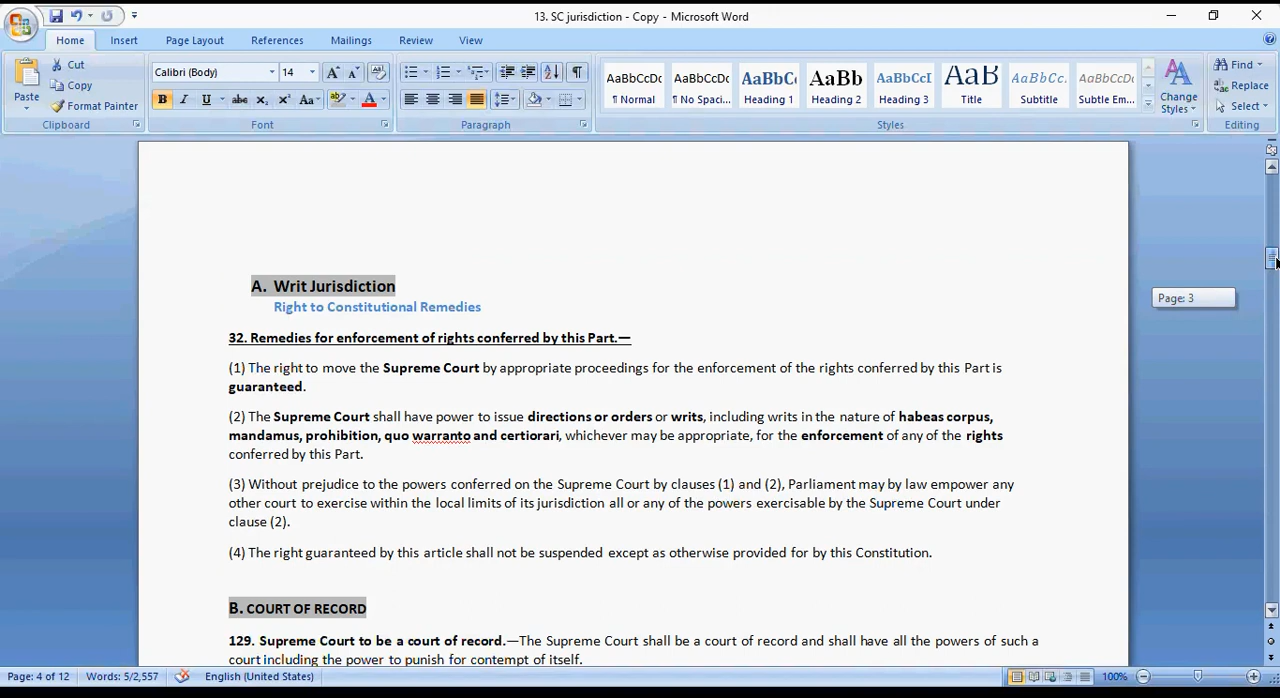 13. SC jurisdiction - Copy - Microsoft Word
Home Insert Page Layout References Mailings Review View
Paste
Cut
Copy
Format Painter
Clipboard
Calibri (Body) 14
Font
Paragraph
AaBbCcDc AaBbCcDc AaBbC AaBb AaBbCcI AaB AaBbCc. AaBbCcDc
¶ Normal ¶ No Spaci... Heading 1 Heading 2 Heading 3 Title Subtitle Subtle Em...
Change
Styles
Styles
Find
Replace
Select
Editing
A. Writ Jurisdiction
Right to Constitutional Remedies
32. Remedies for enforcement of rights conferred by this Part.—
(1) The right to move the Supreme Court by appropriate proceedings for the enforcement of the rights conferred by this Part is
guaranteed.
(2) The Supreme Court shall have power to issue directions or orders or writs, including writs in the nature of habeas corpus,
mandamus, prohibition, quo warranto and certiorari, whichever may be appropriate, for the enforcement of any of the rights
conferred by this Part.
(3) Without prejudice to the powers conferred on the Supreme Court by clauses (1) and (2), Parliament may by law empower any
other court to exercise within the local limits of its jurisdiction all or any of the powers exercisable by the Supreme Court under
clause (2).
(4) The right guaranteed by this article shall not be suspended except as otherwise provided for by this Constitution.
B. COURT OF RECORD
129. Supreme Court to be a court of record.—The Supreme Court shall be a court of record and shall have all the powers of such a
court including the power to punish for contempt of itself.
Page: 3
Page: 4 of 12 Words: 5/2,557 English (United States) 100%